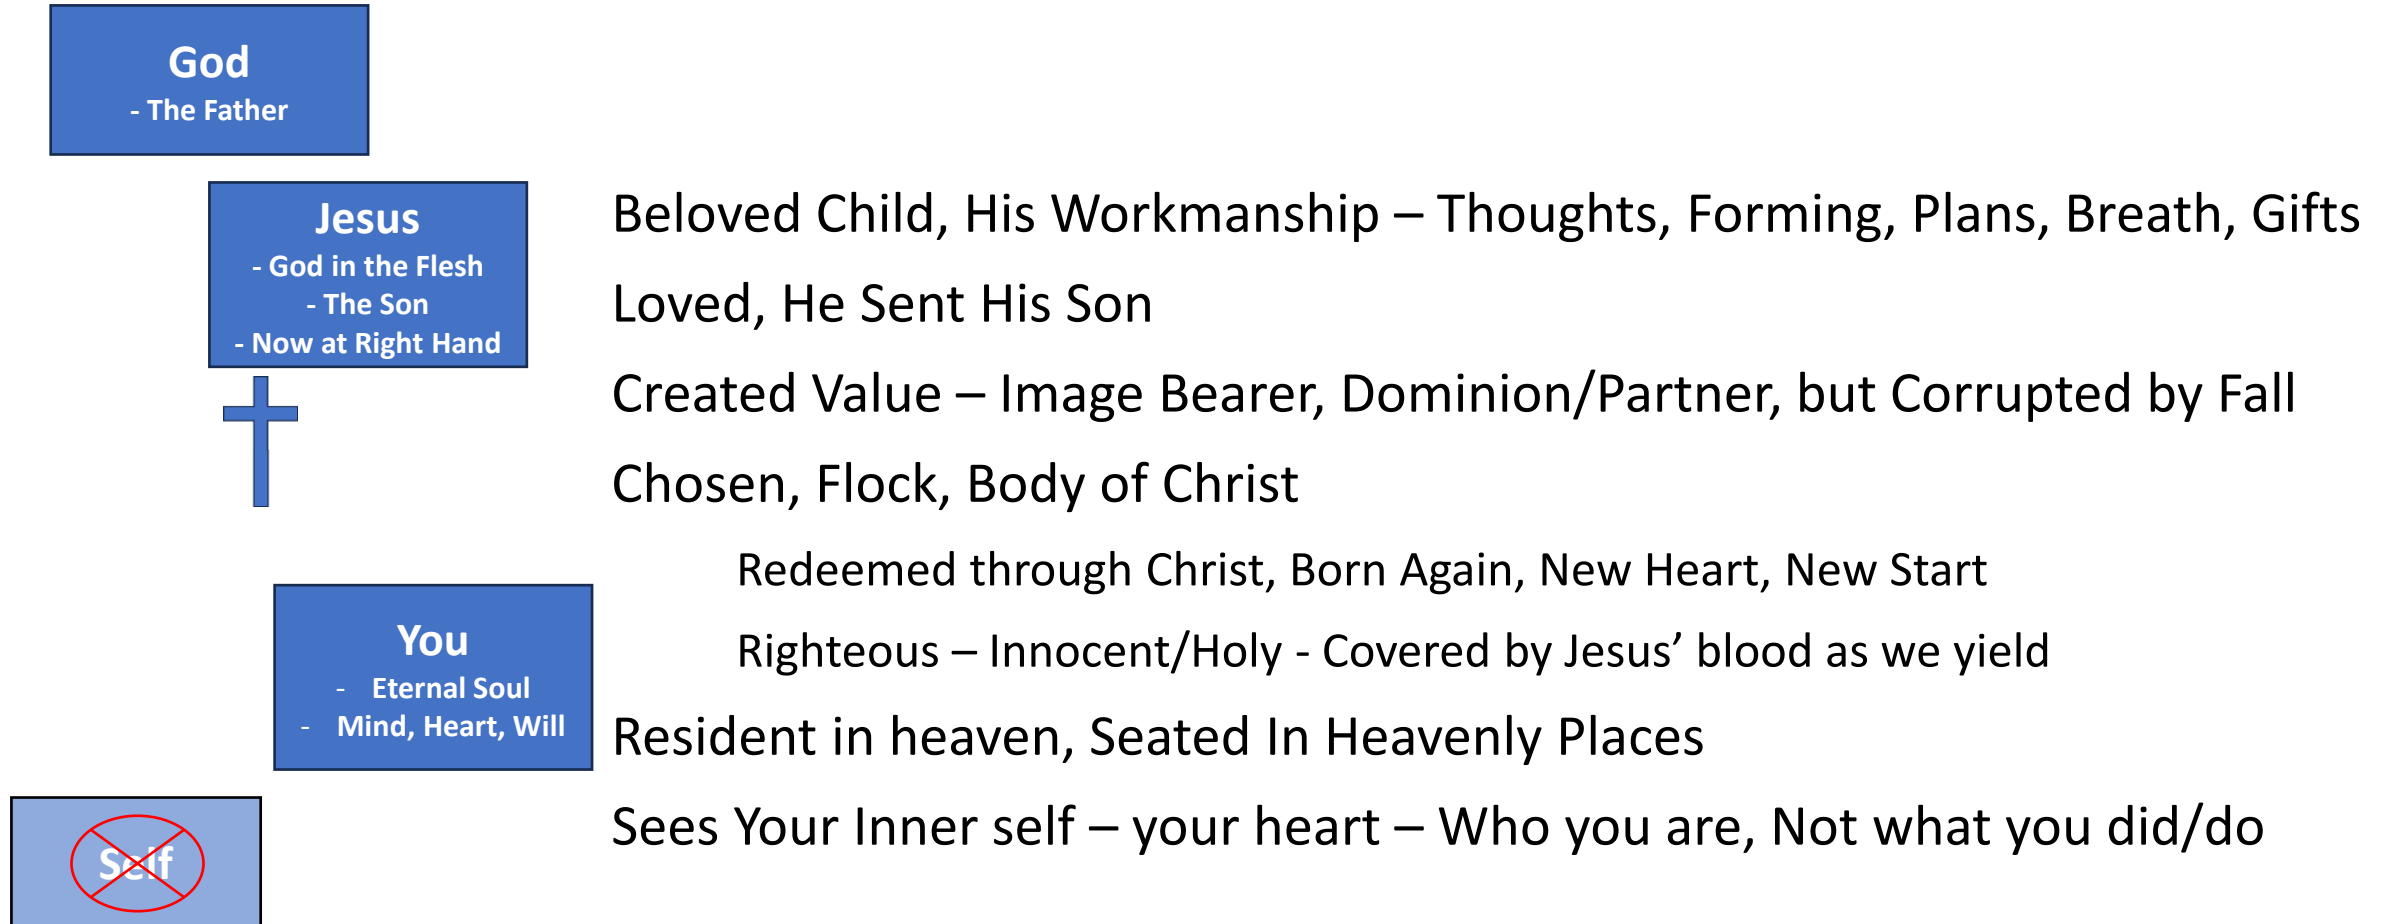 God
- The Father
Jesus
- God in the Flesh
- The Son
- Now at Right Hand
You
- Eternal Soul
- Mind, Heart, Will
Self
Beloved Child, His Workmanship – Thoughts, Forming, Plans, Breath, Gifts
Loved, He Sent His Son
Created Value – Image Bearer, Dominion/Partner, but Corrupted by Fall
Chosen, Flock, Body of Christ
Redeemed through Christ, Born Again, New Heart, New Start
Righteous – Innocent/Holy - Covered by Jesus’ blood as we yield
Resident in heaven, Seated In Heavenly Places
Sees Your Inner self – your heart – Who you are, Not what you did/do